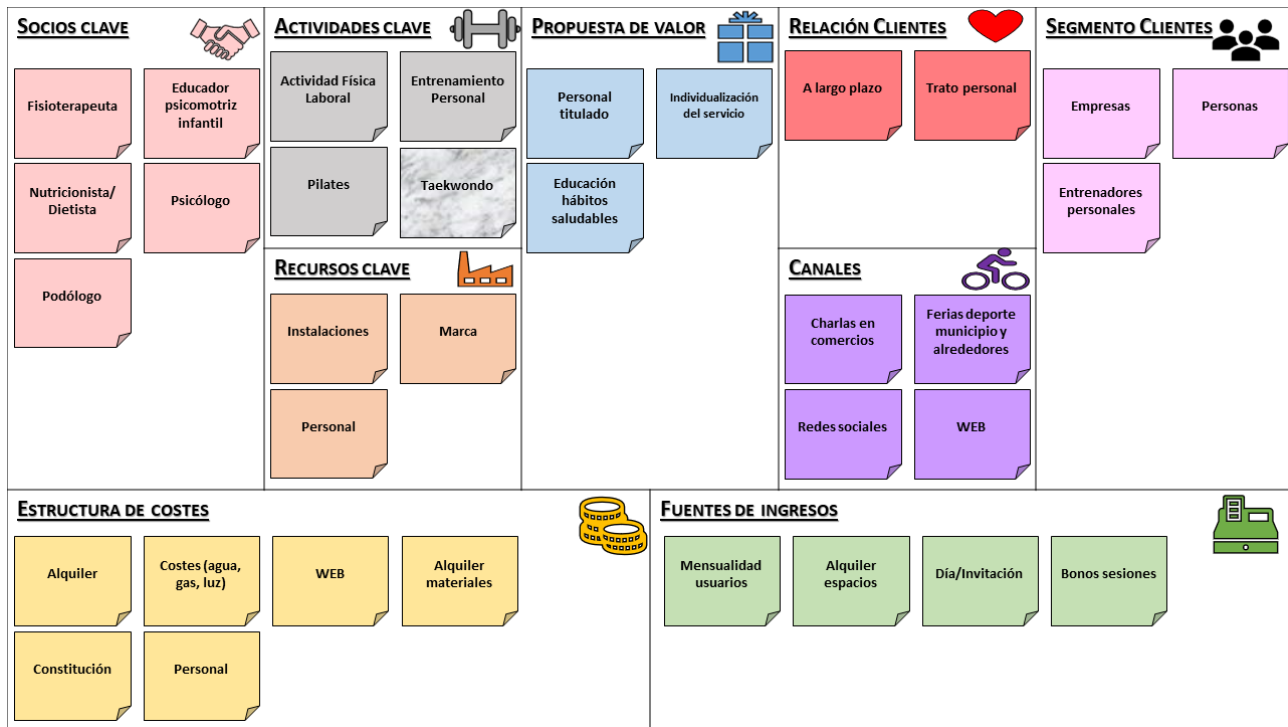 SOCIOS CLAVE
Fisioterapeuta
Educador
psicomotriz
infantil
Nutricionista/
Dietista
Psicólogo
Podólogo
ACTIVIDADES CLAVE
Actividad Física
Laboral
Entrenamiento
Personal
Pilates
Taekwondo
RECURSOS CLAVE
Instalaciones
Marca
Personal
PROPUESTA DE VALOR
Personal
titulado
Individualización
del servicio
Educación
hábitos
saludables
RELACIÓN CLIENTES
A largo plazo
Trato personal
CANALES
Charlas en
comercios
Ferias deporte
municipio y
alrededores
Redes sociales
WEB
SEGMENTO CLIENTES
Empresas
Personas
Entrenadores
personales
ESTRUCTURA DE COSTES
Alquiler
Costes (agua,
gas, luz)
WEB
Alquiler
materiales
Constitución
Personal
FUENTES DE INGRESOS
Mensualidad
usuarios
Alquiler
espacios
Día/Invitación
Bonos sesiones